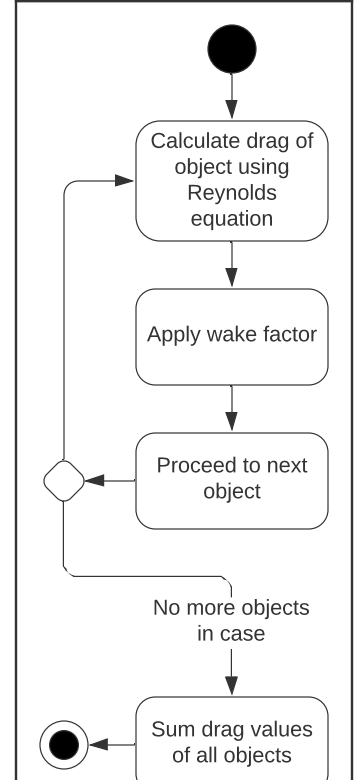 Calculate drag of
object using
Reynolds
equation
Apply wake factor
Proceed to next
object
No more objects
in case
Sum drag values
of all objects